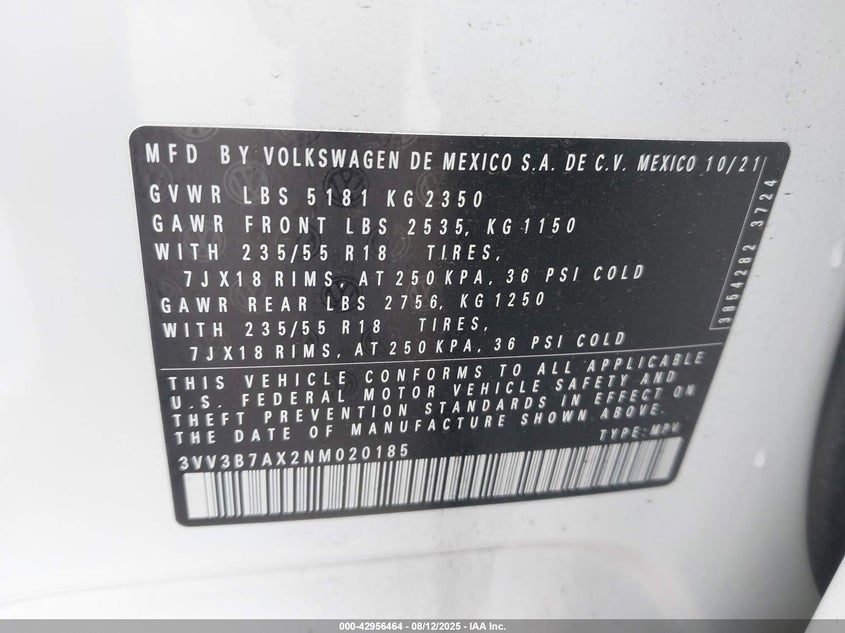 MFD BY VOLKSWAGEN DE MEXICO S.A. DE C.V. MEXICO 10/21
GVWR LBS 5181 KG 2350
GAWR FRONT LBS 2535, KG 1150
WITH 235/55 R18 TIRES,
7JX18 RIMS, AT 250 KPA, 36 PSI COLD
GAWR REAR LBS 2756, KG 1250
WITH 235/55 R18 TIRES,
7JX18 RIMS, AT 250 KPA, 36 PSI COLD
3854282 3724
THIS VEHICLE CONFORMS TO ALL APPLICABLE
U.S. FEDERAL MOTOR VEHICLE SAFETY AND
THEFT PREVENTION STANDARDS IN EFFECT ON
THE DATE OF MANUFACTURE SHOWN ABOVE.
3VV3B7AX2NM020185 TYPE: MPV
000-42956464 - 08/12/2025 - IAA Inc.